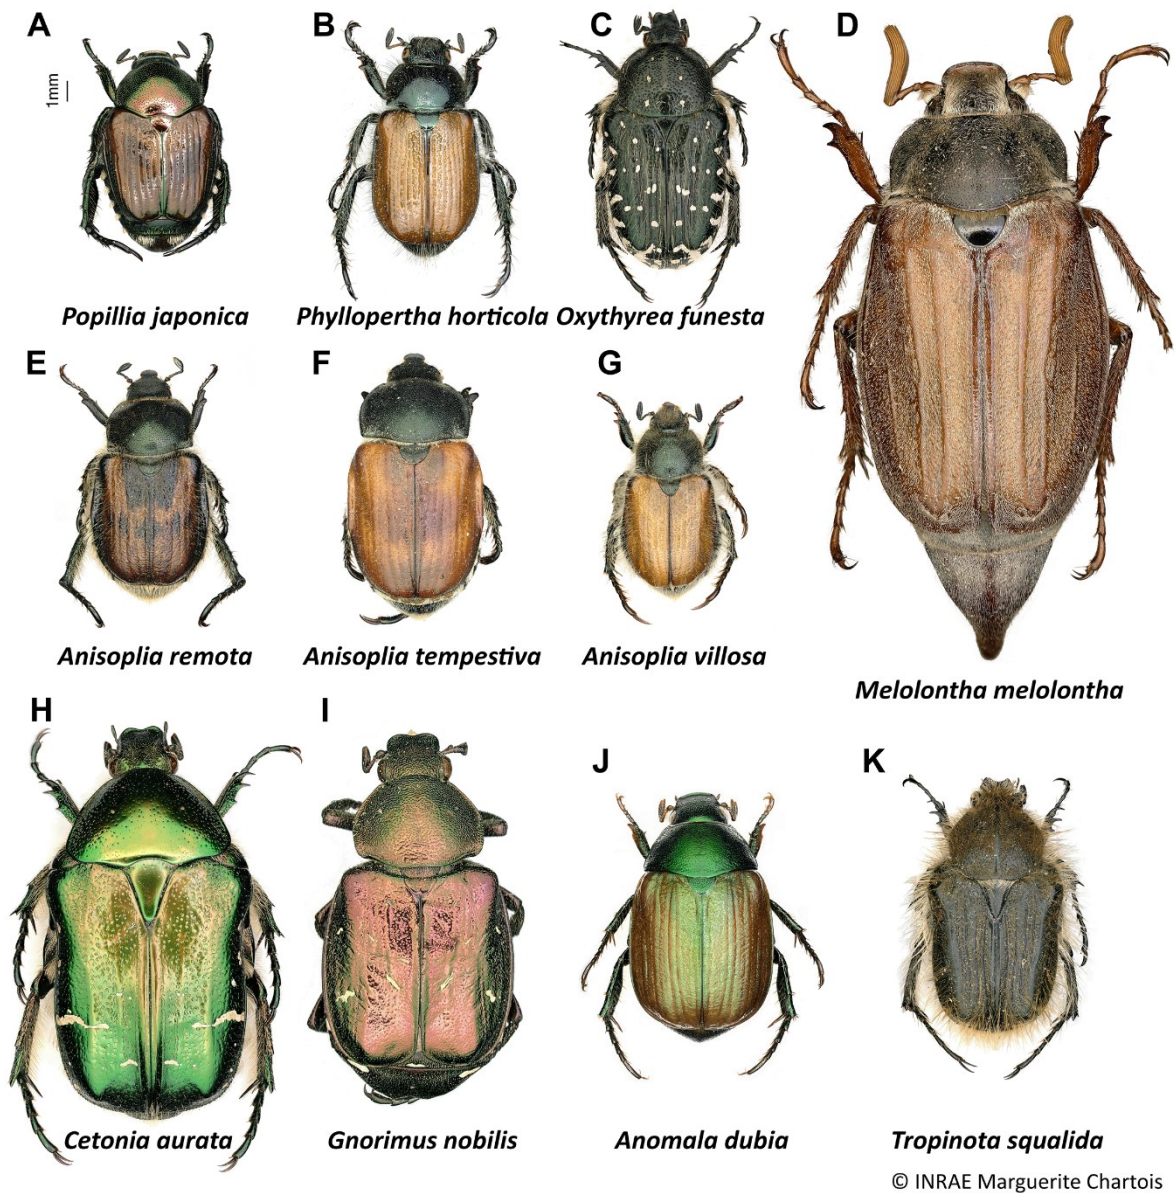 A
B
C
D
1mm
Popillia japonica
Phyllopertha horticola
Oxythyrea funesta
E
F
G
Anisoplia remota
Anisoplia tempestiva
Anisoplia villosa
Melolontha melolontha
H
I
J
K
Cetonia aurata
Gnorimus nobilis
Anomala dubia
Tropinota squalida
© INRAE Marguerite Chartois